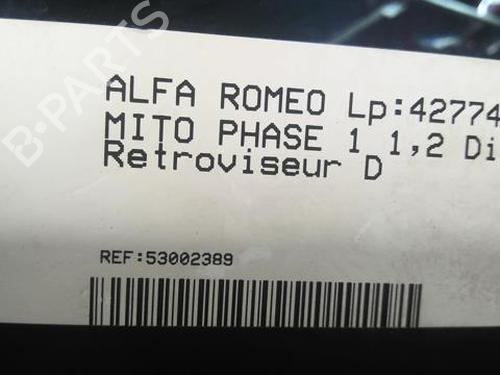 B-PARTS
ALFA ROMEO Lp:42774
MITO PHASE 1 1,2 Di
Retroviseur D
REF:53002389